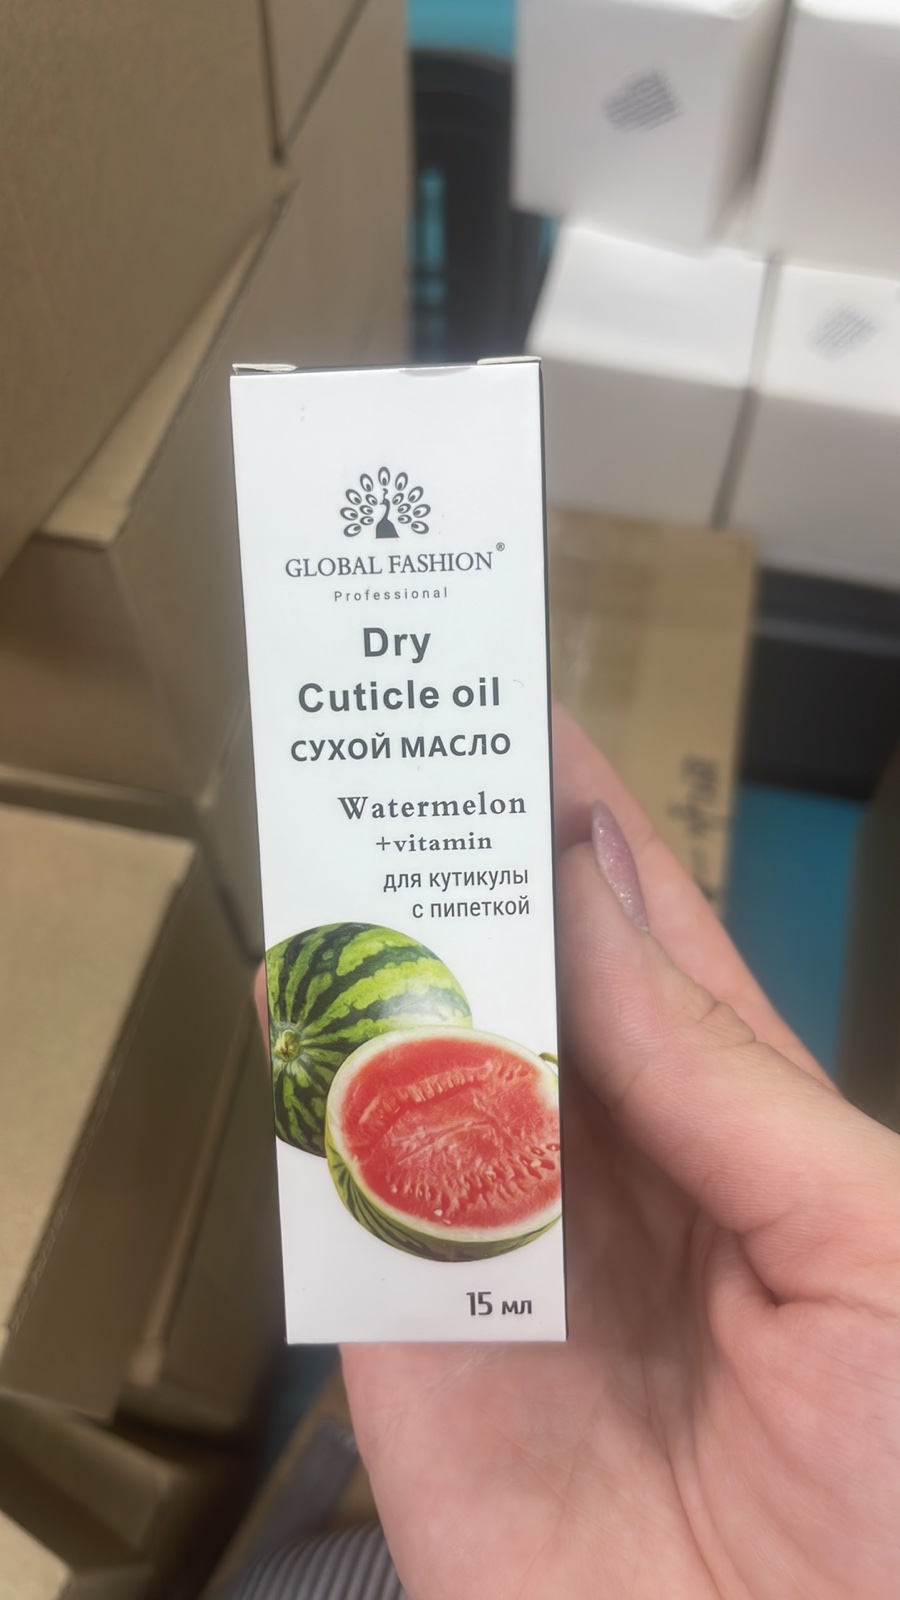 GLOBAL FASHION®
Professional
Dry
Cuticle oil
СУХОЙ МАСЛО
Watermelon
+vitamin
для кутикулы
с пипеткой
15 мл